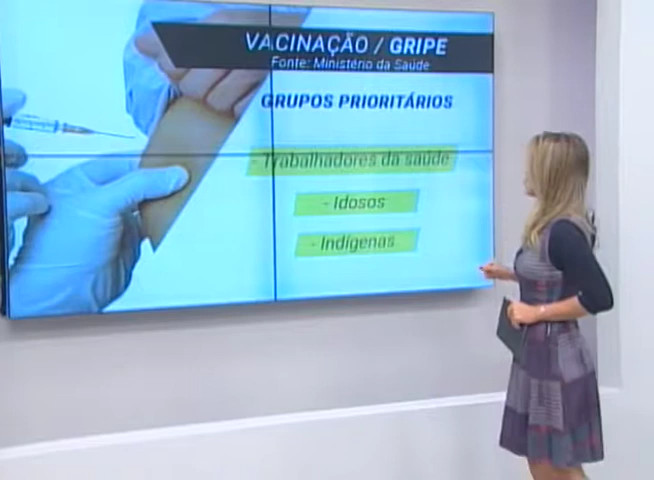 VACINAÇÃO / GRIPE
Fonte: Ministério da Saúde
GRUPOS PRIORITÁRIOS
- Trabalhadores da saúde
- Idosos
- Indígenas